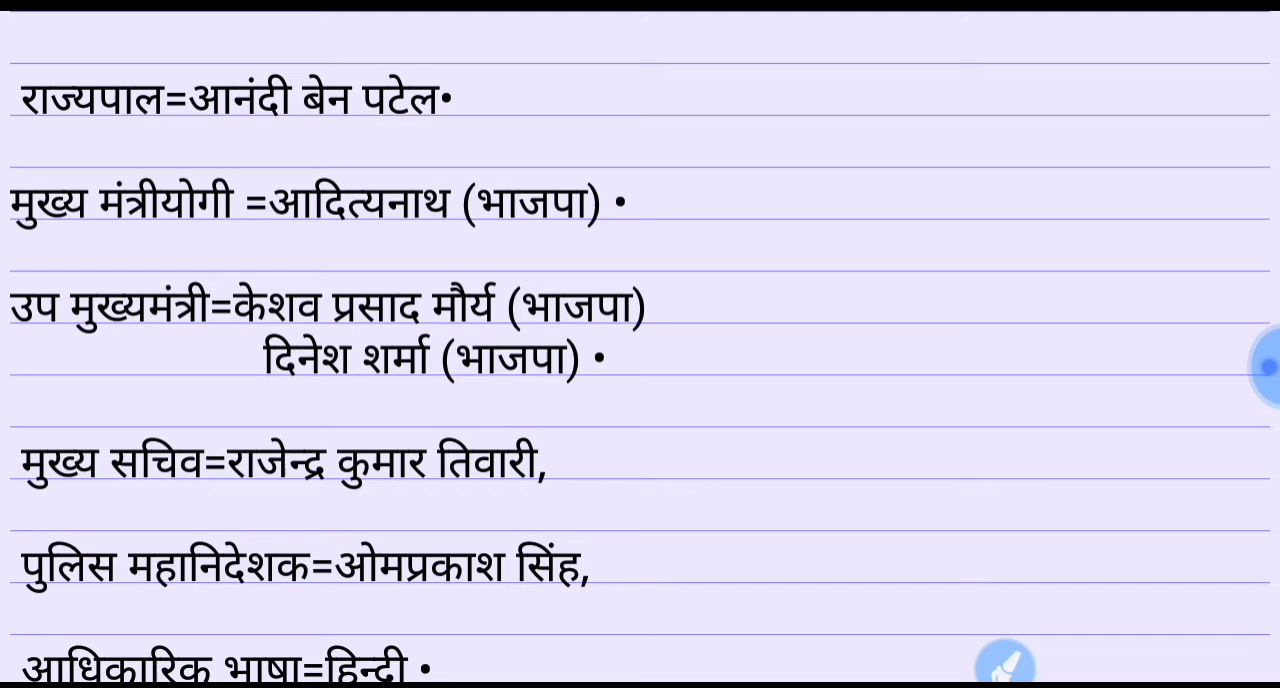 राज्यपाल=आनंदी बेन पटेल•
मुख्य मंत्रीयोगी =आदित्यनाथ (भाजपा) •
उप मुख्यमंत्री=केशव प्रसाद मौर्य (भाजपा)
दिनेश शर्मा (भाजपा) •
मुख्य सचिव=राजेन्द्र कुमार तिवारी,
पुलिस महानिदेशक=ओमप्रकाश सिंह,
आधिकारिक भाषा=हिन्दी •